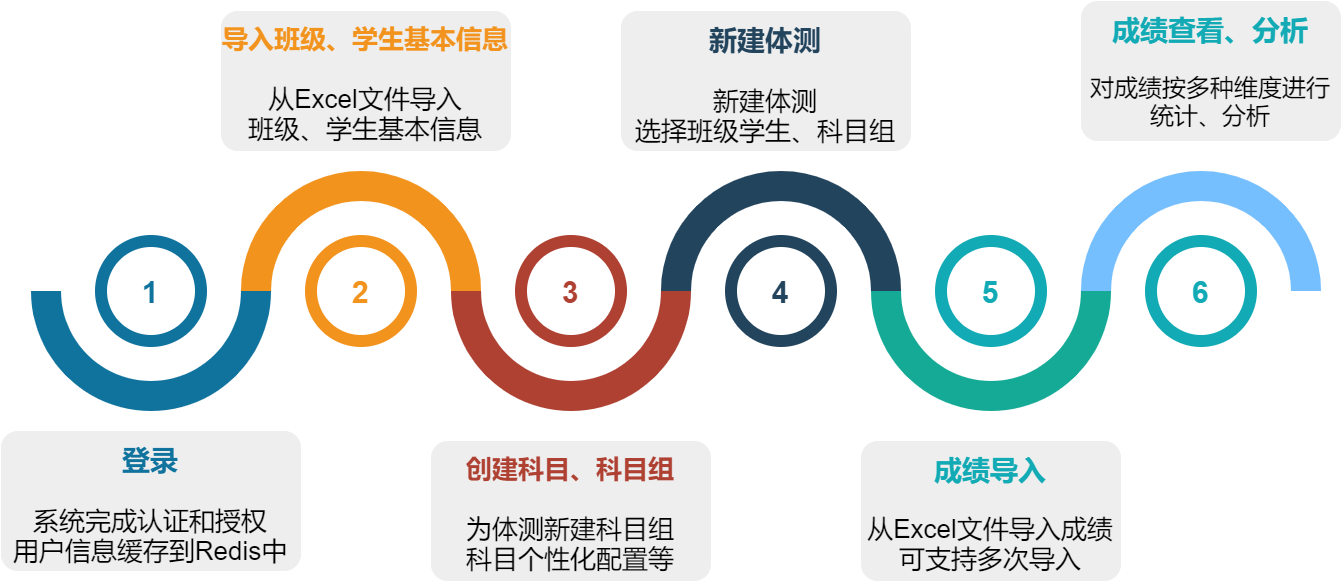 导入班级、学生基本信息
从Excel文件导入
班级、学生基本信息
新建体测
新建体测
选择班级学生、科目组
成绩查看、分析
对成绩按多种维度进行
统计、分析
1
2
3
4
5
6
登录
系统完成认证和授权
用户信息缓存到Redis中
创建科目、科目组
为体测新建科目组
科目个性化配置等
成绩导入
从Excel文件导入成绩
可支持多次导入